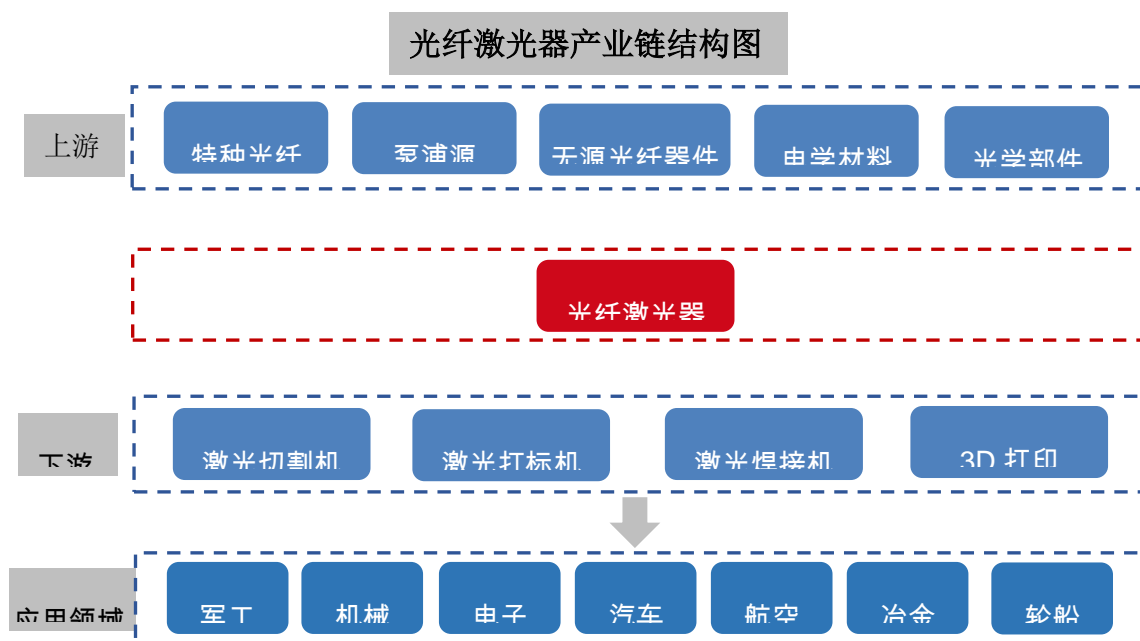 光纤激光器产业链结构图
上游
特种光纤
泵浦源
无源光纤器件
电学材料
光学部件
光纤激光器
下游
激光切割机
激光打标机
激光焊接机
3D 打印
应用领域
军工
机械
电子
汽车
航空
冶金
轮船